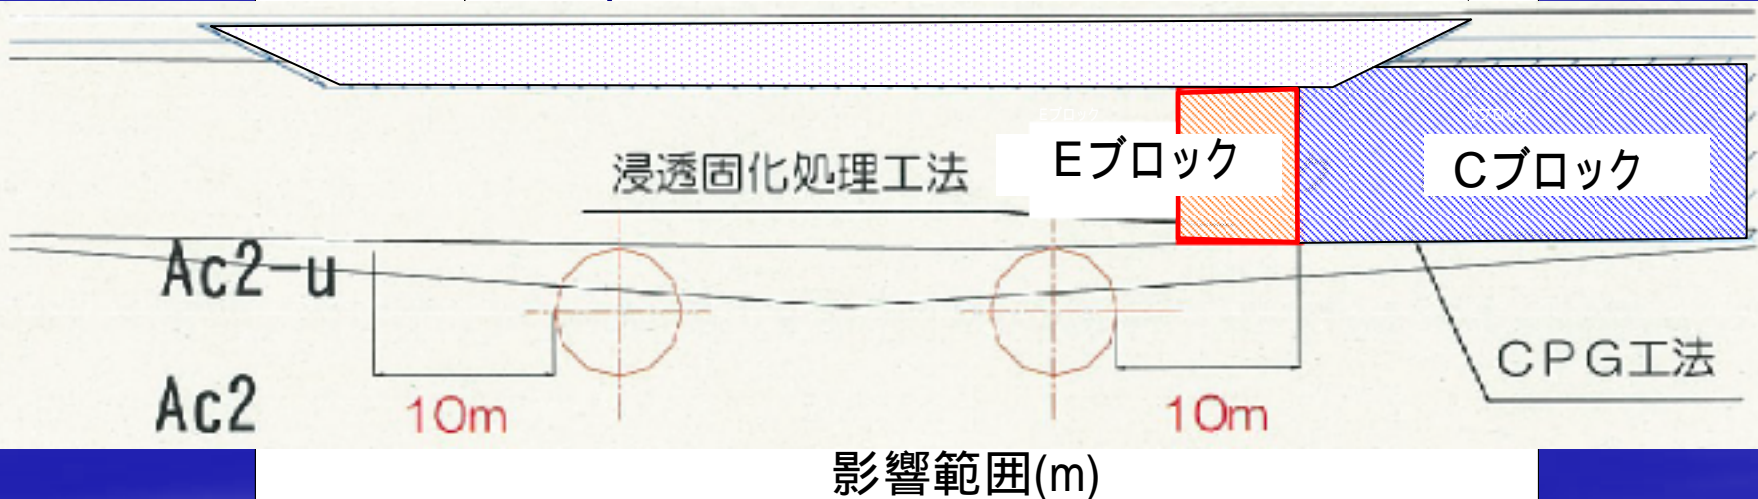 Eブロック
Cブロック
浸透固化処理工法
Ac2-u
CPG工法
Ac2
10m
10m
影響範囲(m)